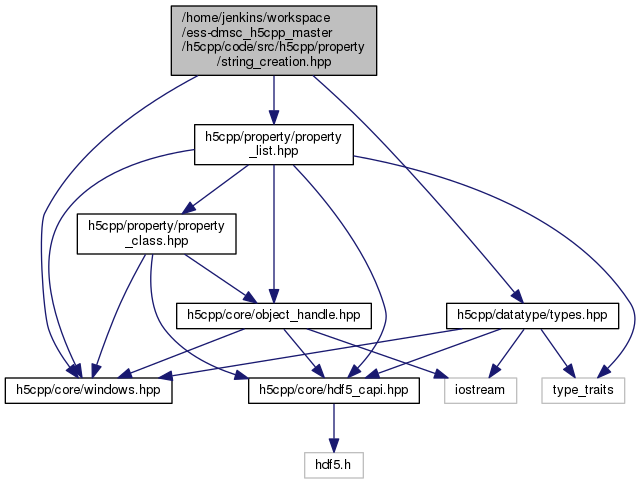 /home/jenkins/workspace
/ess-dmsc_h5cpp_master
/h5cpp/code/src/h5cpp/property
/string_creation.hpp
h5cpp/property/property
_list.hpp
h5cpp/property/property
_class.hpp
h5cpp/core/object_handle.hpp
h5cpp/datatype/types.hpp
h5cpp/core/windows.hpp
h5cpp/core/hdf5_capi.hpp
iostream
type_traits
hdf5.h